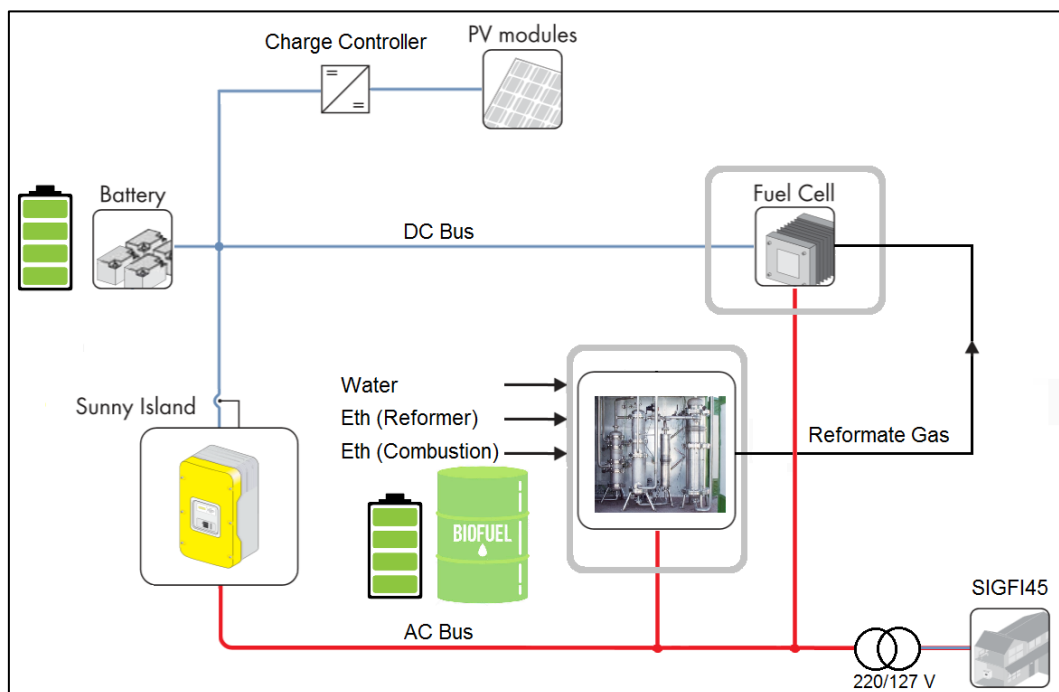 Charge Controller
PV modules
Battery
DC Bus
Fuel Cell
Sunny Island
Water
Eth (Reformer)
Eth (Combustion)
Reformate Gas
BIOFUEL
AC Bus
SIGFI45
220/127 V